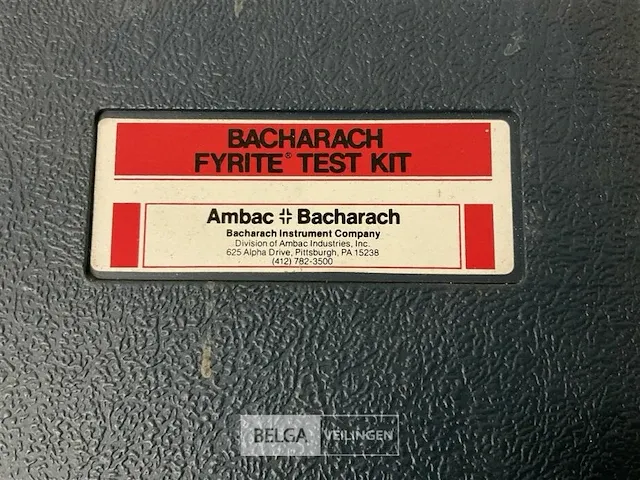 BACHARACH
FYRITE® TEST KIT
Ambac Bacharach
Bacharach Instrument Company
Division of Ambac Industries, Inc.
625 Alpha Drive, Pittsburgh, PA 15238
(412) 782-3500
BELGA VEILINGEN